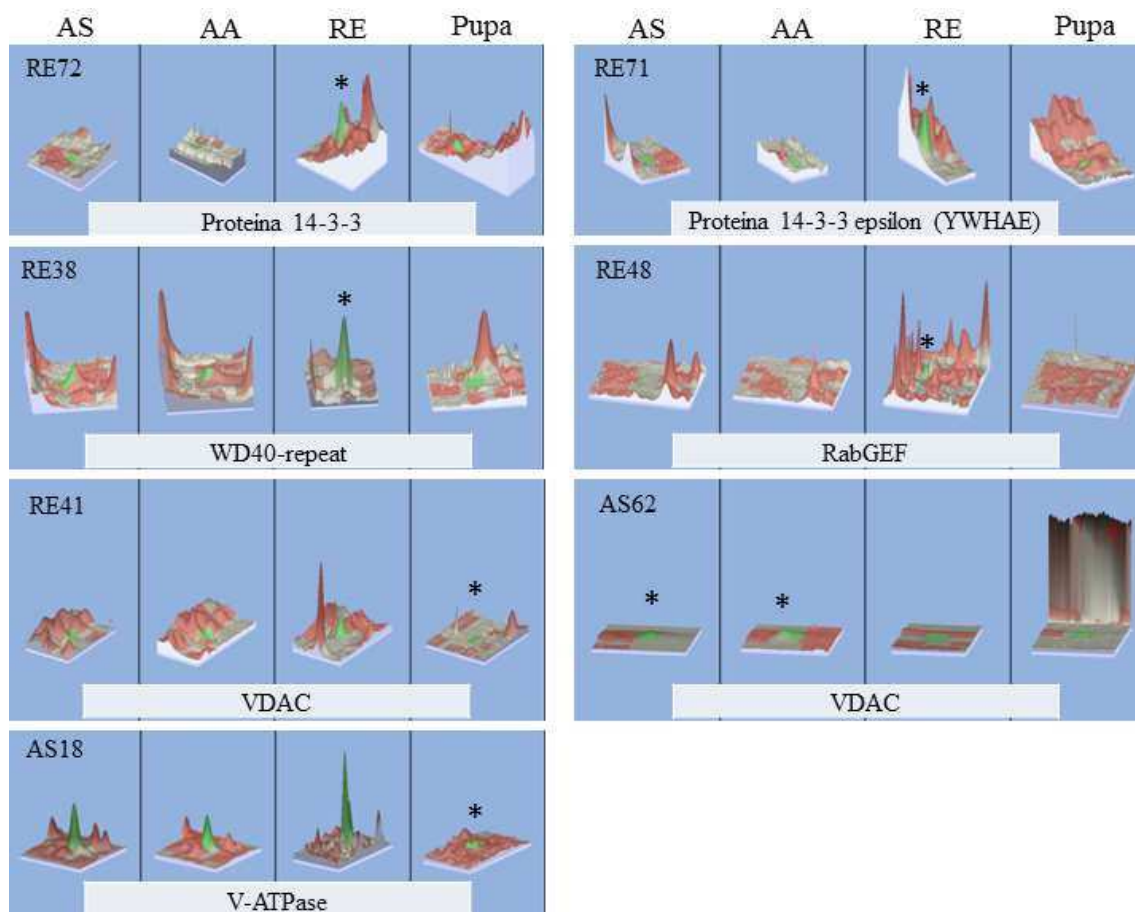 AS AA RE Pupa
RE72
*
Proteina 14-3-3
RE38
*
WD40-repeat
RE41
*
VDAC
AS18
*
V-ATPase
AS AA RE Pupa
RE71
*
Proteina 14-3-3 epsilon (YWHAE)
RE48
*
RabGEF
AS62
* *
VDAC